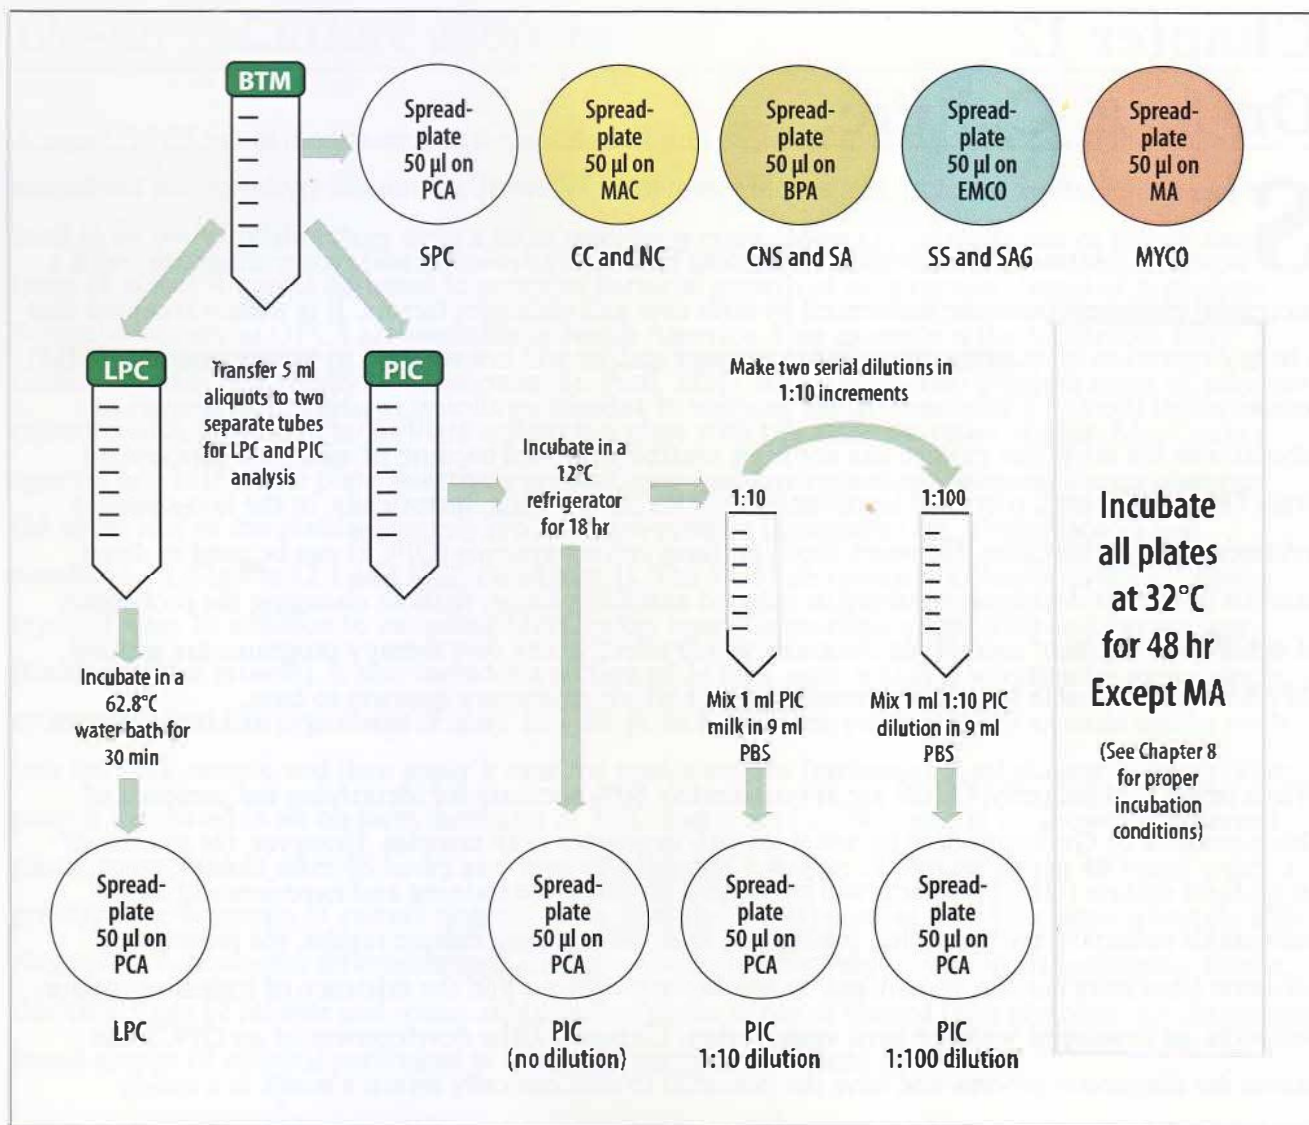 BTM
Spread-
plate
50 µl on
PCA
SPC
Spread-
plate
50 µl on
MAC
CC and NC
Spread-
plate
50 µl on
BPA
CNS and SA
Spread-
plate
50 µl on
EMCO
SS and SAG
Spread-
plate
50 µl on
MA
MYCO
LPC
Transfer 5 ml
aliquots to two
separate tubes
for LPC and PIC
analysis
PIC
Incubate in a
12°C
refrigerator
for 18 hr
Make two serial dilutions in
1:10 increments
1:10
1:100
Mix 1 ml PIC
milk in 9 ml
PBS
Mix 1 ml 1:10 PIC
dilution in 9 ml
PBS
Incubate
all plates
at 32°C
for 48 hr
Except MA
(See Chapter 8
for proper
incubation
conditions)
Incubate in a
62.8°C
water bath for
30 min
Spread-
plate
50 µl on
PCA
LPC
Spread-
plate
50 µl on
PCA
PIC
(no dilution)
Spread-
plate
50 µl on
PCA
PIC
1:10 dilution
Spread-
plate
50 µl on
PCA
PIC
1:100 dilution